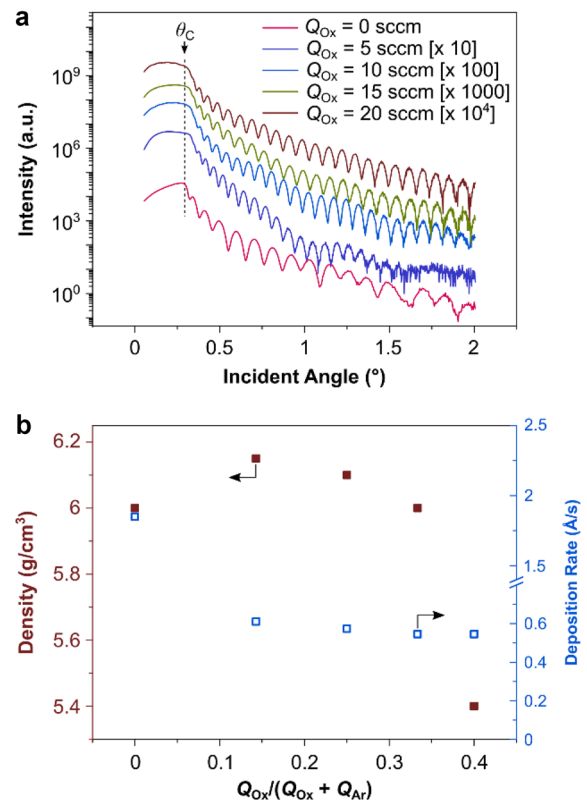 a
θC
QOx = 0 sccm
QOx = 5 sccm [x 10]
QOx = 10 sccm [x 100]
QOx = 15 sccm [x 1000]
QOx = 20 sccm [x 10⁴]
Intensity (a.u.)
10⁹
10⁶
10³
10⁰
0 0.5 1 1.5 2
Incident Angle (°)
b
Density (g/cm³)
6.2
6
5.8
5.6
5.4
2.5
2
1.5
0.6
0.4
0.2
0
Deposition Rate (Å/s)
0 0.1 0.2 0.3 0.4
QOx/(QOx + QAr)